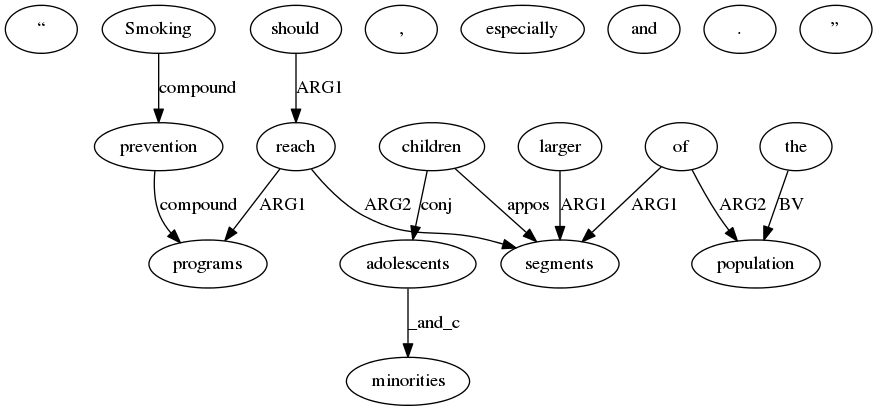 “ Smoking should , especially and . ”
compound ARG1
prevention reach children larger of the
compound ARG1 ARG2 conj appos ARG1 ARG1 ARG2 BV
programs adolescents segments population
_and_c
minorities